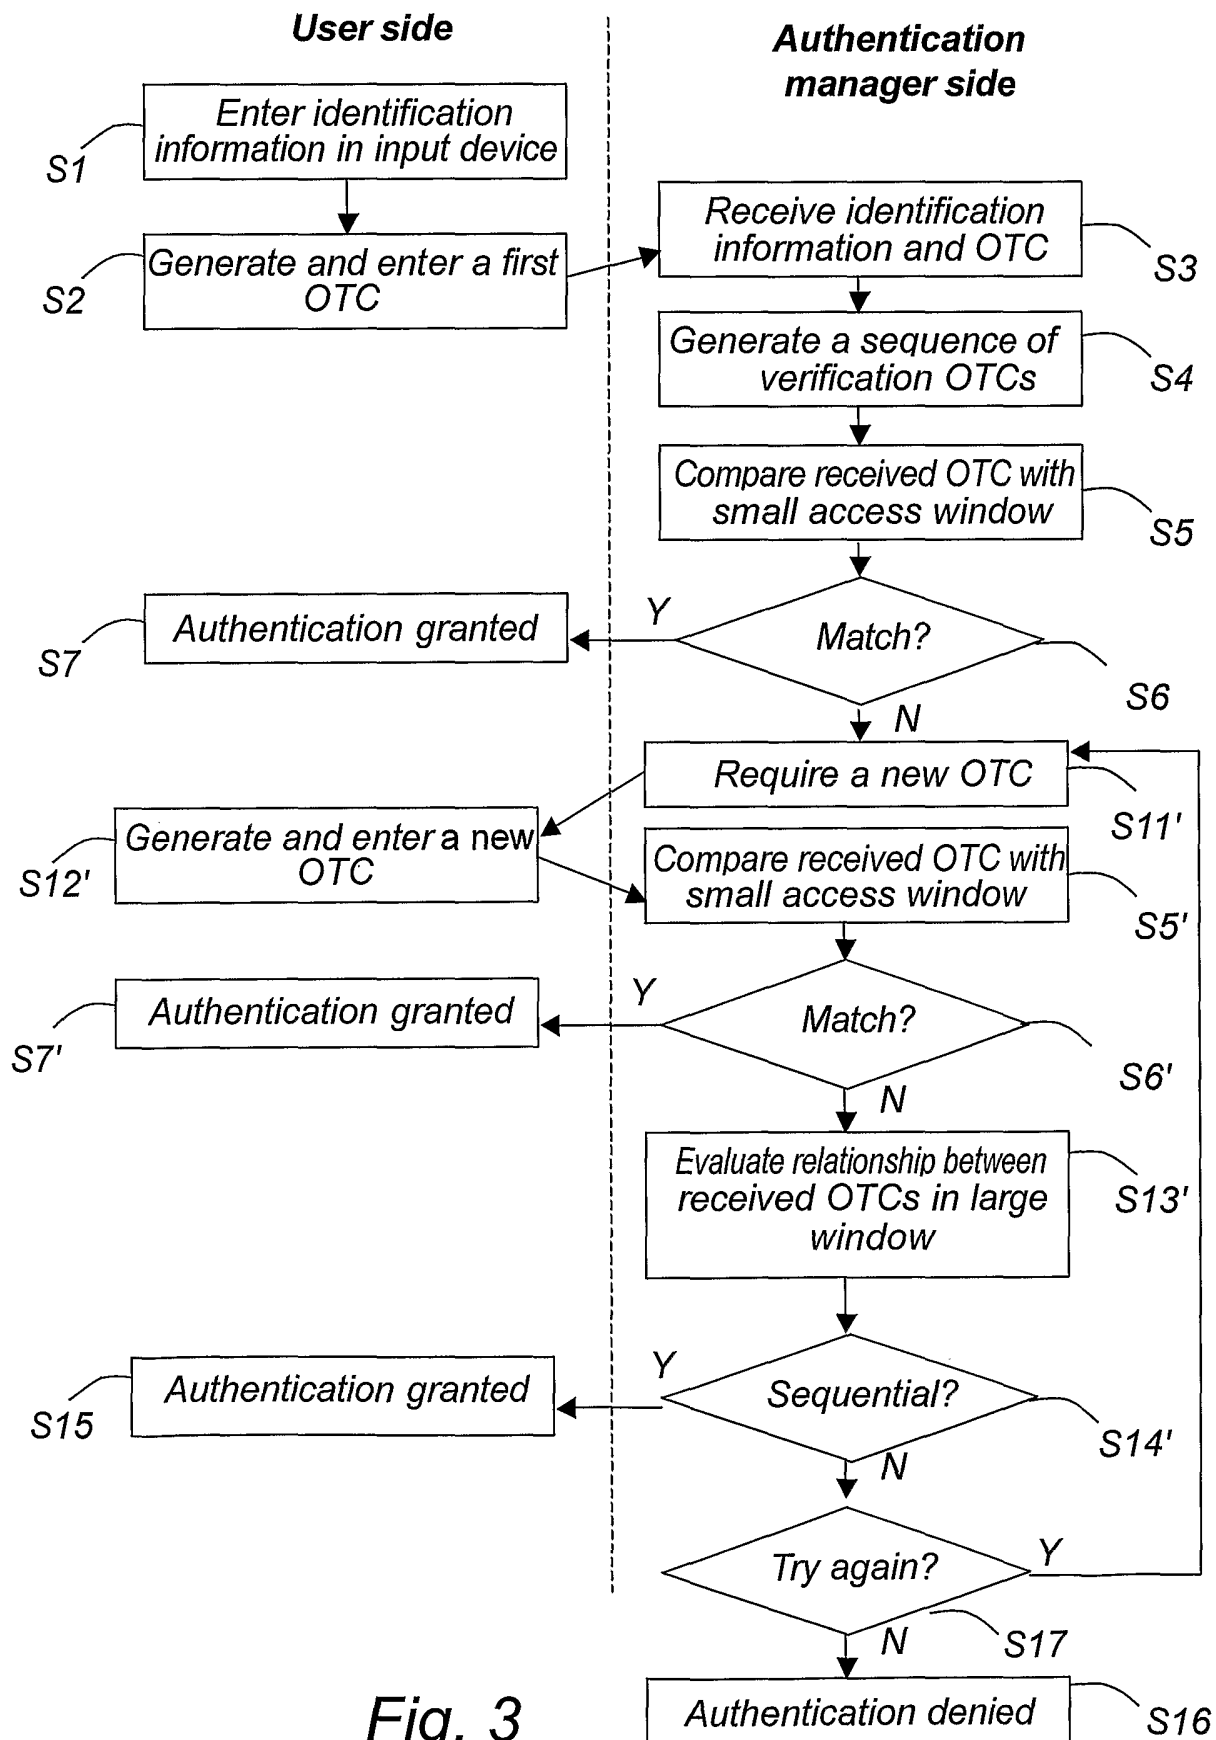 User side
Authentication
manager side
Enter identification
information in input device
S1
Generate and enter a first
OTC
S2
Receive identification
information and OTC
S3
Generate a sequence of
verification OTCs
S4
Compare received OTC with
small access window
S5
Match?
S6
Y
Authentication granted
S7
N
Require a new OTC
S11'
Generate and enter a new
OTC
S12'
Compare received OTC with
small access window
S5'
Match?
S6'
Y
Authentication granted
S7'
N
Evaluate relationship between
received OTCs in large
window
S13'
Sequential?
S14'
Y
Authentication granted
S15
N
Try again?
Y
S17
N
Authentication denied
S16
Fig. 3